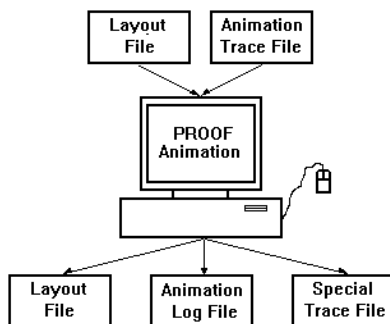 Layout
File
Animation
Trace File
PROOF
Animation
Layout
File
Animation
Log File
Special
Trace File